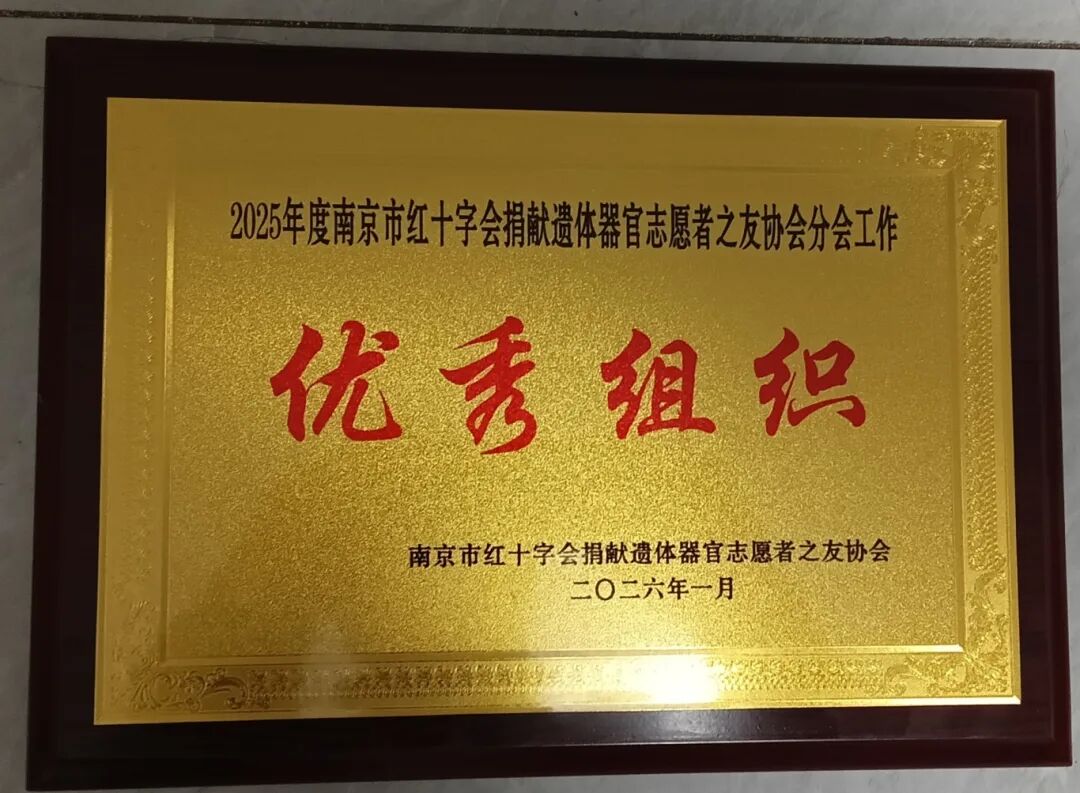 2025年度南京市红十字会捐献遗体器官志愿者之友协会分会工作
优秀组织
南京市红十字会捐献遗体器官志愿者之友协会
二〇二六年一月